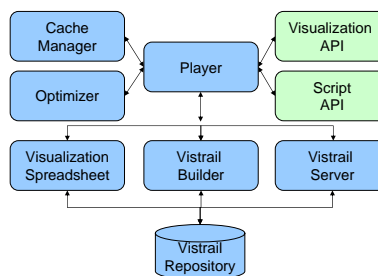 Cache
Manager
Visualization
API
Player
Optimizer
Script
API
Visualization
Spreadsheet
Vistrail
Builder
Vistrail
Server
Vistrail
Repository